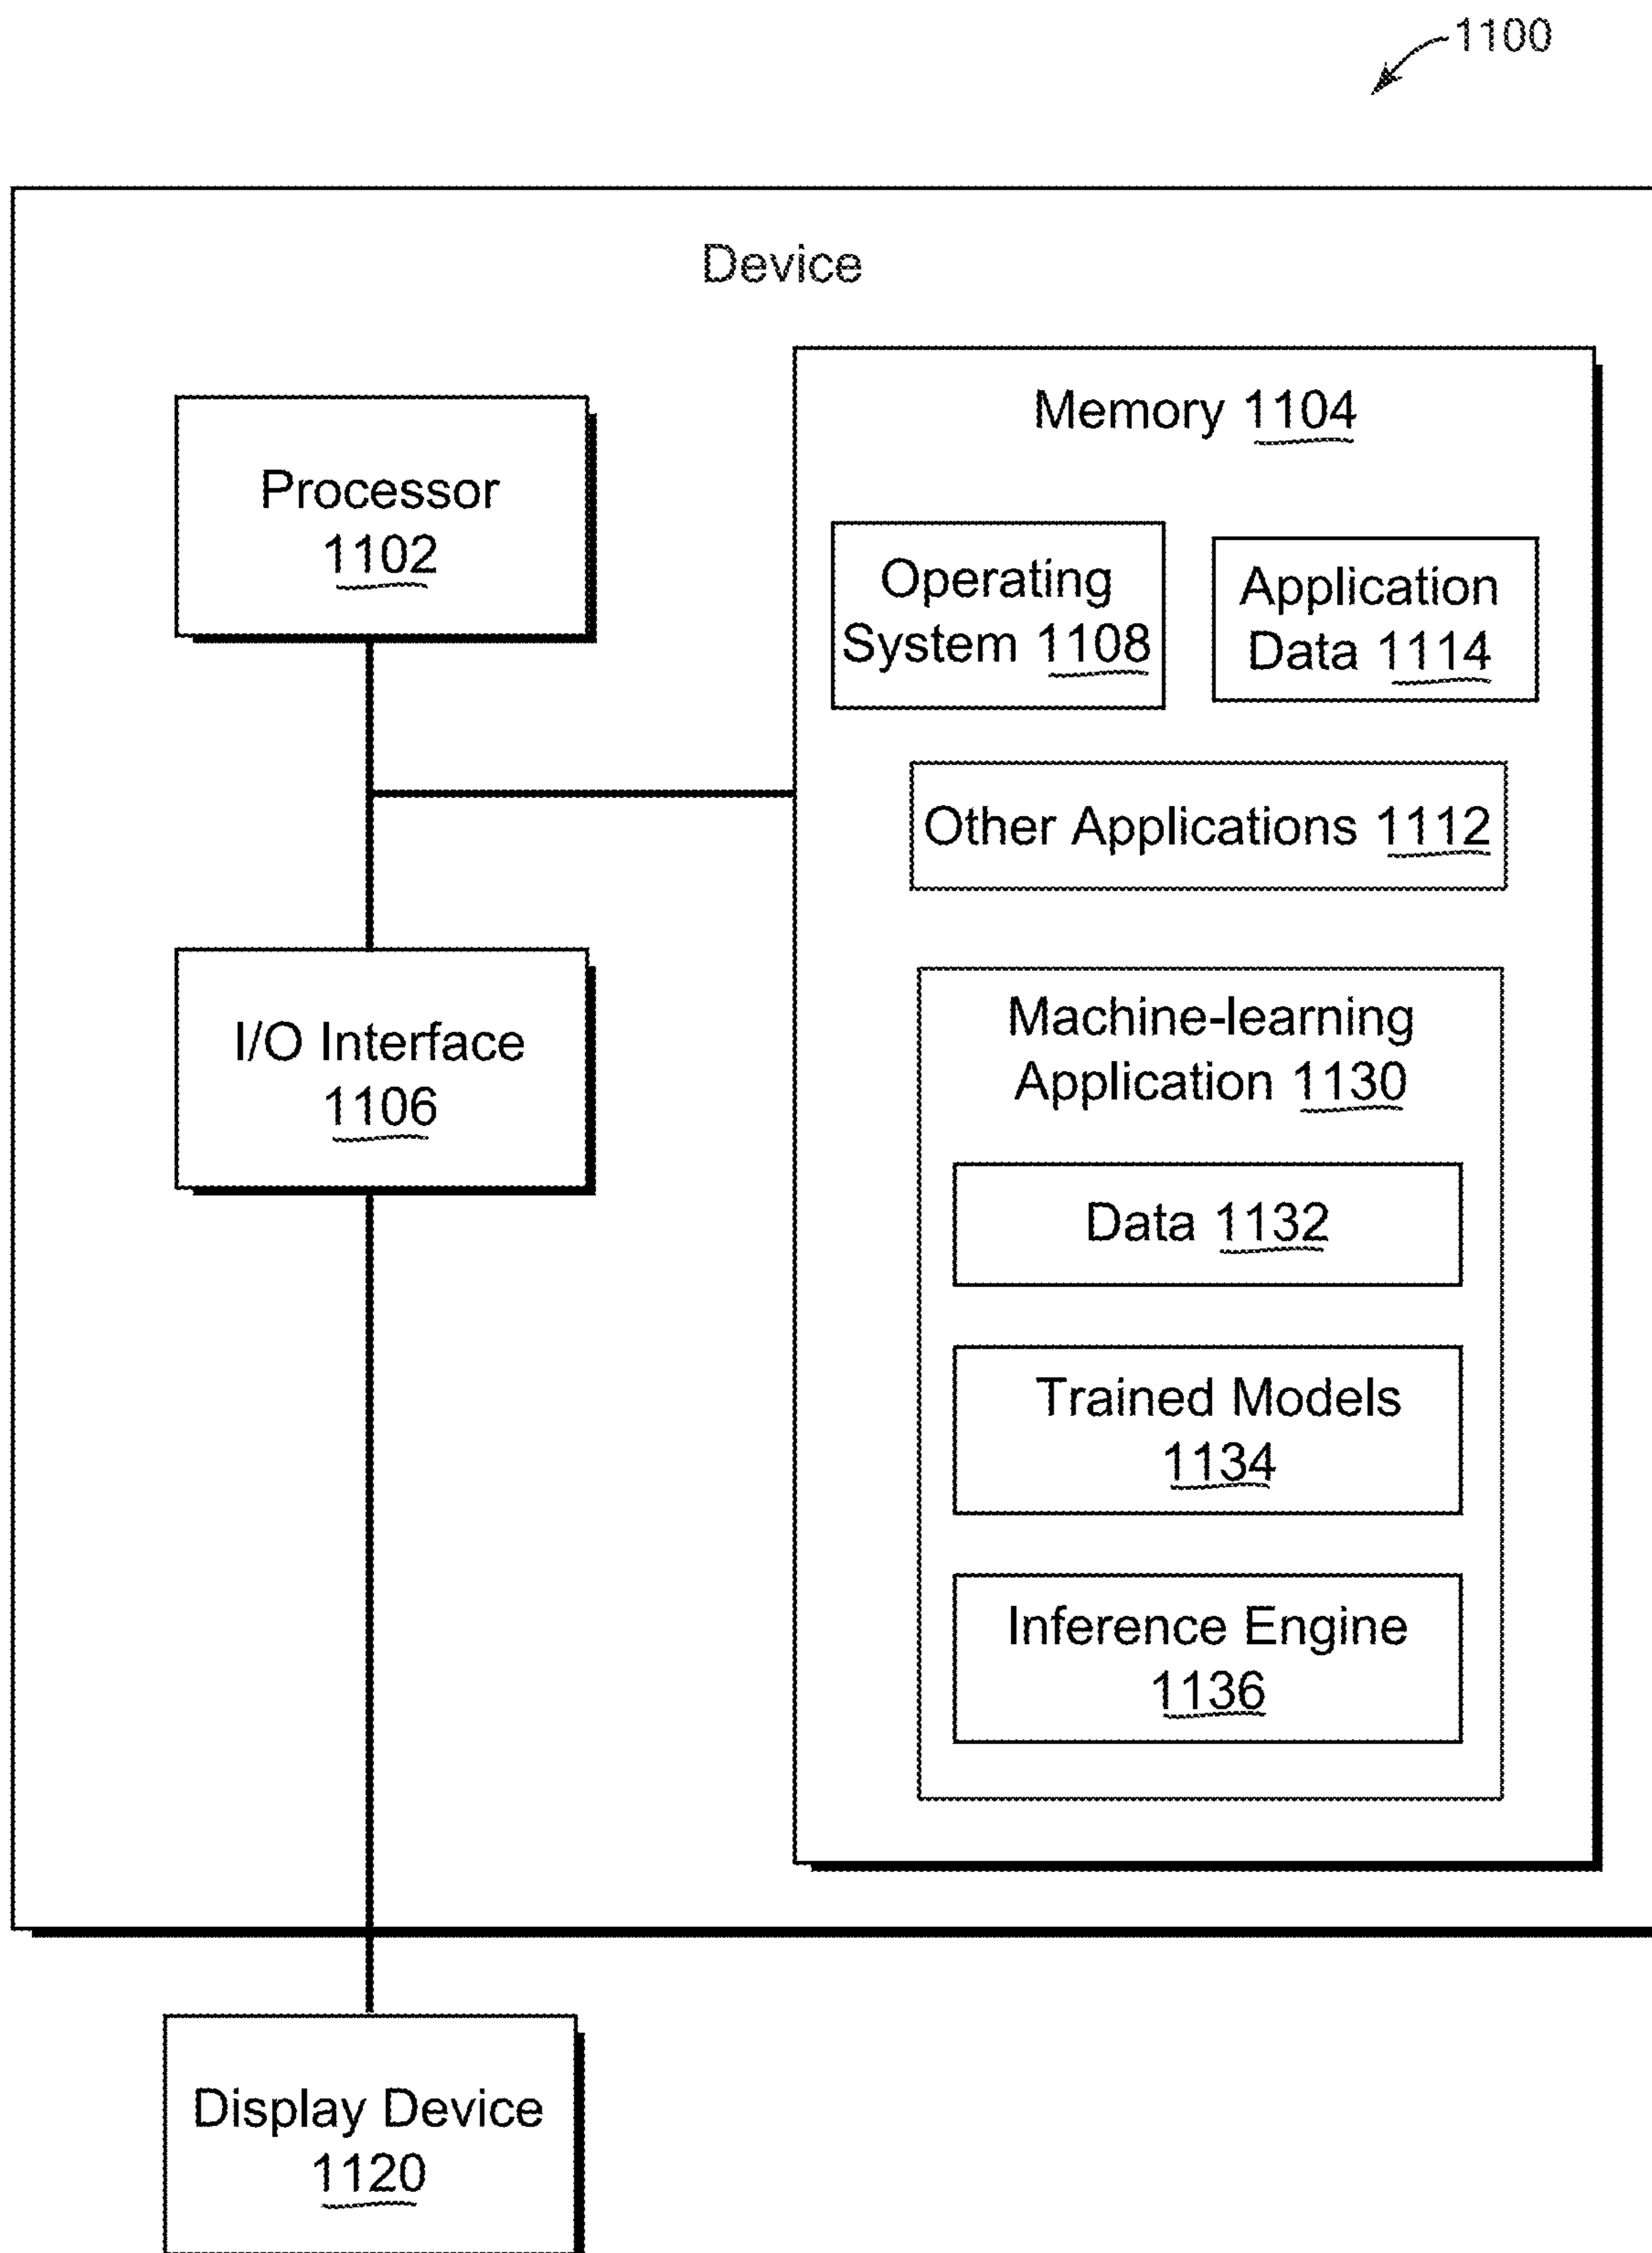 1100
Device
Processor
1102
Memory 1104
Operating
System 1108
Application
Data 1114
Other Applications 1112
I/O Interface
1106
Machine-learning
Application 1130
Data 1132
Trained Models
1134
Inference Engine
1136
Display Device
1120